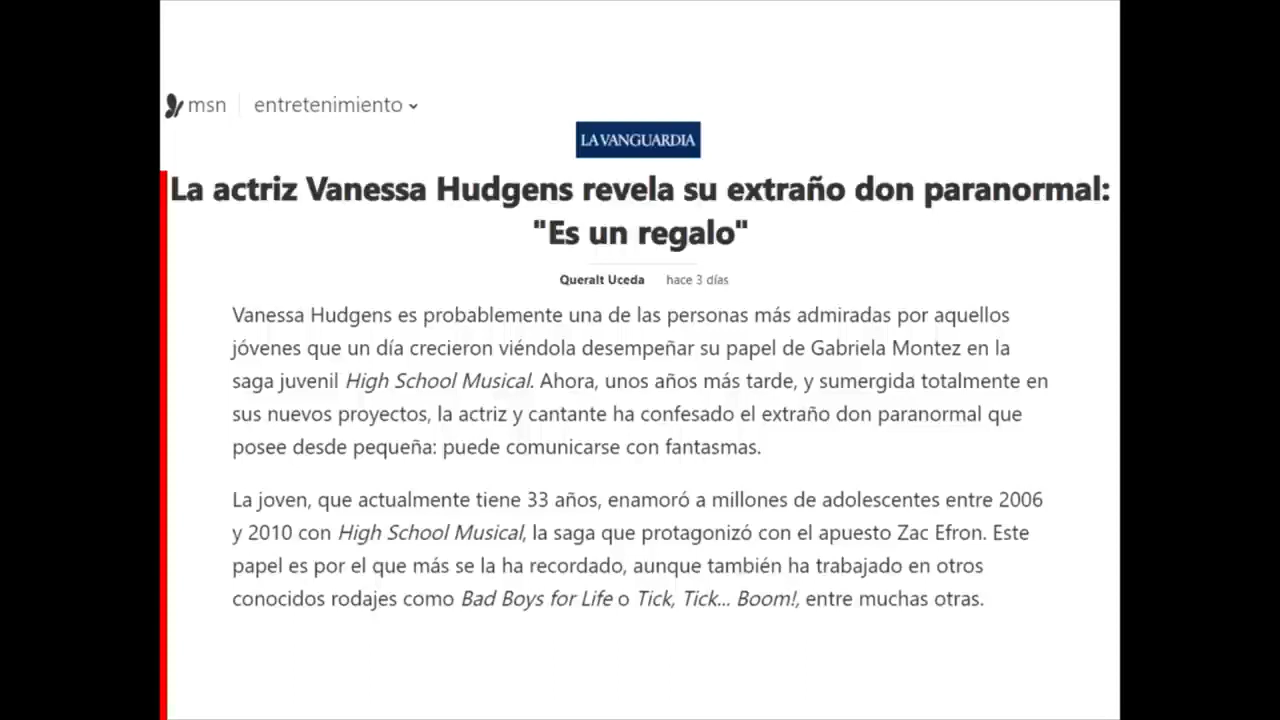 msn entretenimiento
LA VANGUARDIA
La actriz Vanessa Hudgens revela su extraño don paranormal:
"Es un regalo"
Queralt Uceda hace 3 días
Vanessa Hudgens es probablemente una de las personas más admiradas por aquellos
jóvenes que un día crecieron viéndola desempeñar su papel de Gabriela Montez en la
saga juvenil High School Musical. Ahora, unos años más tarde, y sumergida totalmente en
sus nuevos proyectos, la actriz y cantante ha confesado el extraño don paranormal que
posee desde pequeña: puede comunicarse con fantasmas.
La joven, que actualmente tiene 33 años, enamoró a millones de adolescentes entre 2006
y 2010 con High School Musical, la saga que protagonizó con el apuesto Zac Efron. Este
papel es por el que más se la ha recordado, aunque también ha trabajado en otros
conocidos rodajes como Bad Boys for Life o Tick, Tick... Boom!, entre muchas otras.